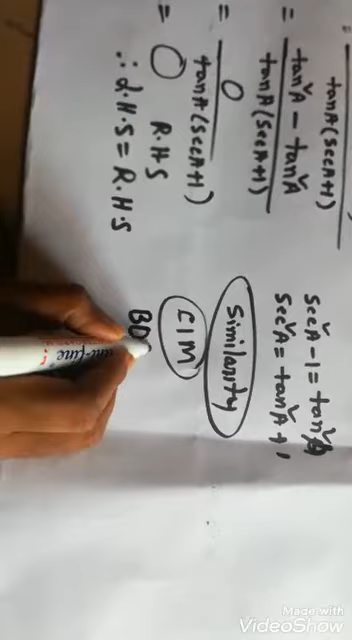 tanA(secA+1)
= tan²A - tan²A
tanA(secA+1)
= 0
tanA(secA+1)
= 0 R.H.S
∴ L.H.S = R.H.S
sec²A - 1 = tan²A
sec²A = tan²A + 1
Similarity
CIM
BD
fine
Made with
VideoShow